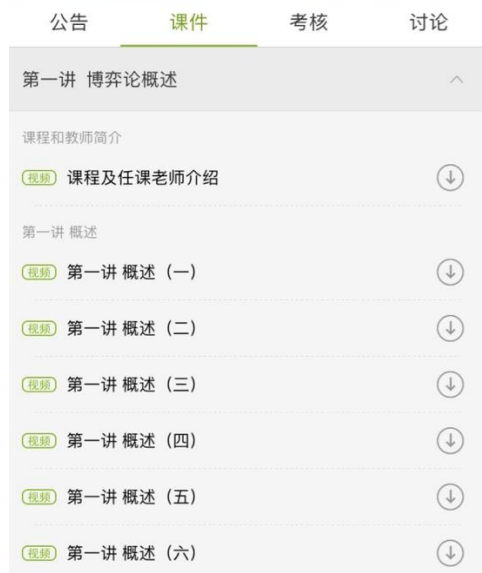 公告 课件 考核 讨论
第一讲 博弈论概述
课程和教师简介
视频 课程及任课老师介绍
第一讲 概述
视频 第一讲 概述（一）
视频 第一讲 概述（二）
视频 第一讲 概述（三）
视频 第一讲 概述（四）
视频 第一讲 概述（五）
视频 第一讲 概述（六）